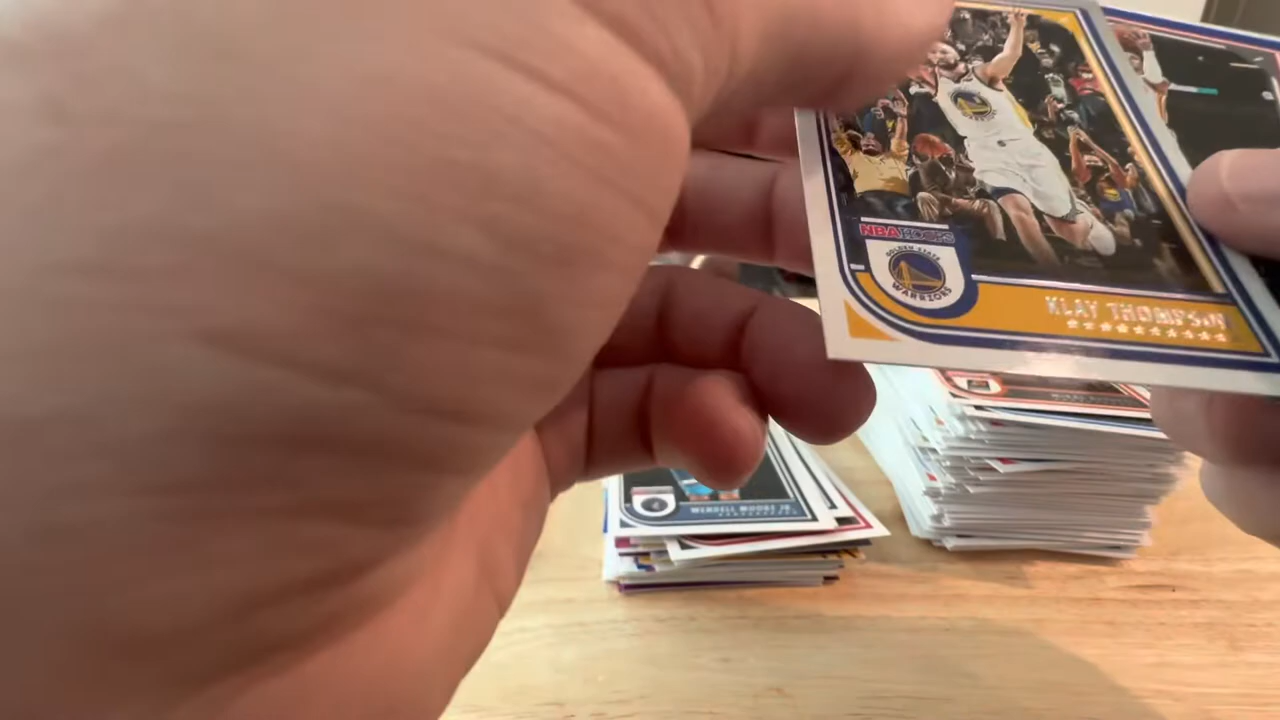 NBA HOOPS
GOLDEN STATE
WARRIORS
KLAY THOMPSON
WENDELL MOORE JR.